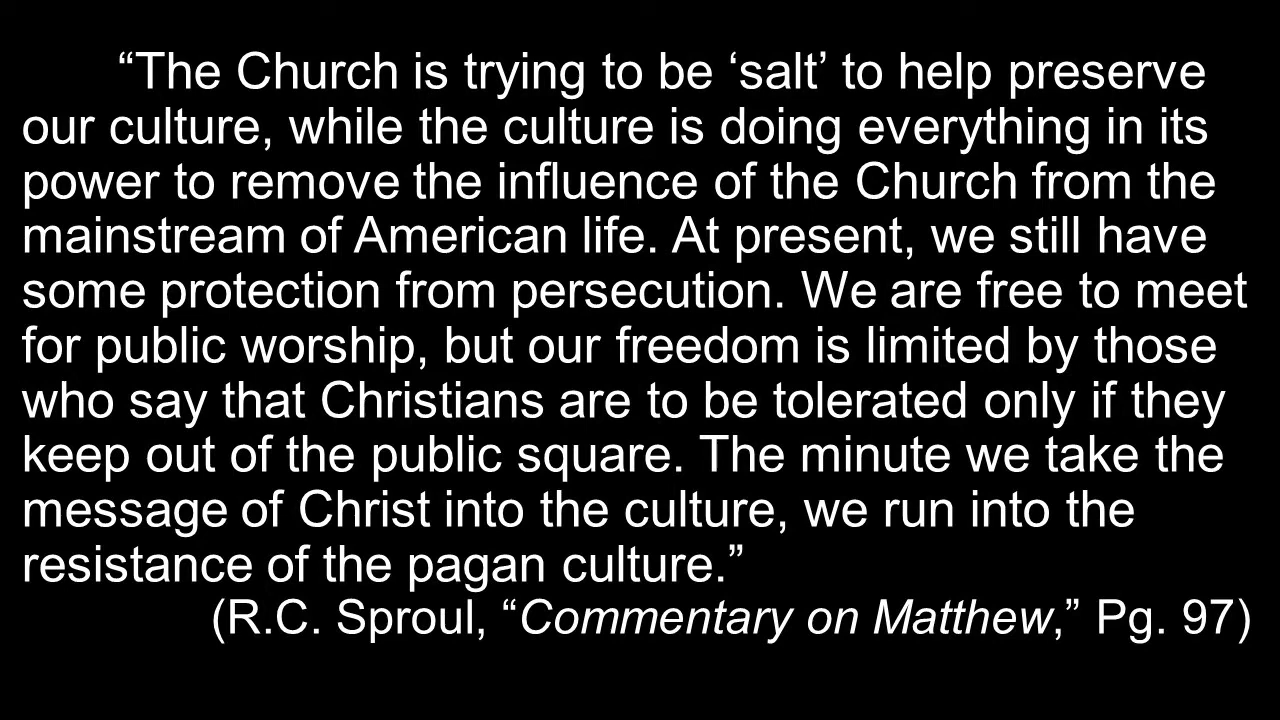 “The Church is trying to be ‘salt’ to help preserve
our culture, while the culture is doing everything in its
power to remove the influence of the Church from the
mainstream of American life. At present, we still have
some protection from persecution. We are free to meet
for public worship, but our freedom is limited by those
who say that Christians are to be tolerated only if they
keep out of the public square. The minute we take the
message of Christ into the culture, we run into the
resistance of the pagan culture.”
(R.C. Sproul, “Commentary on Matthew,” Pg. 97)